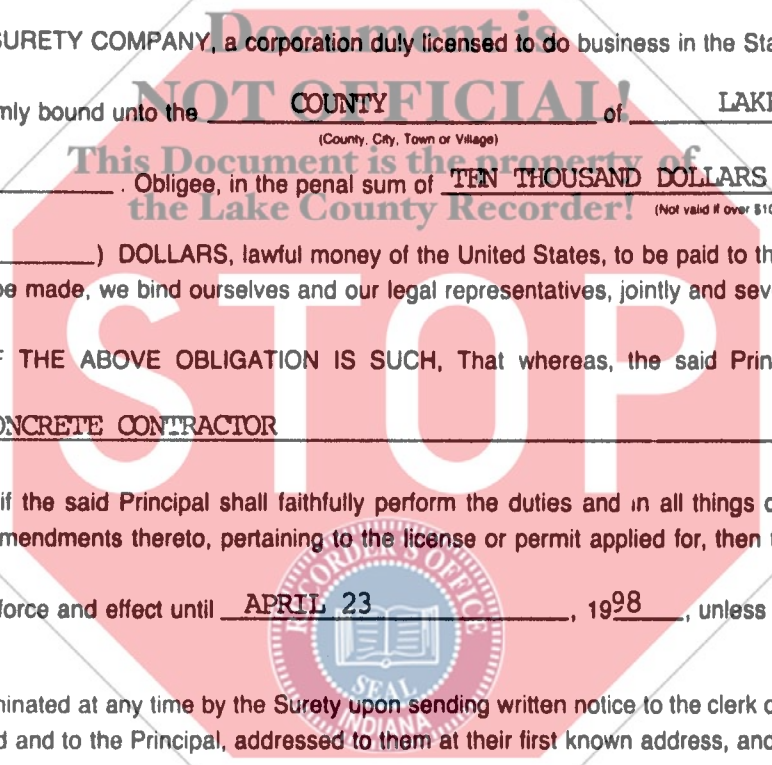 Document is
SURETY COMPANY, a corporation duly licensed to do business in the Sta
NOT OFFICIAL!
mly bound unto the COUNTY of LAKE
(County, City, Town or Village)
This Document is the property of
. Obligee, in the penal sum of TEN THOUSAND DOLLARS
the Lake County Recorder!
(Not valid if over $10
) DOLLARS, lawful money of the United States, to be paid to th
be made, we bind ourselves and our legal representatives, jointly and sev
STOP
F THE ABOVE OBLIGATION IS SUCH, That whereas, the said Prin
ONCRETE CONTRACTOR
if the said Principal shall faithfully perform the duties and in all things c
mendments thereto, pertaining to the license or permit applied for, then
RECORDER'S OFFICE
force and effect until APRIL 23, 1998, unless
SEAL
INDIANA
minated at any time by the Surety upon sending written notice to the clerk o
d and to the Principal, addressed to them at their first known address, and